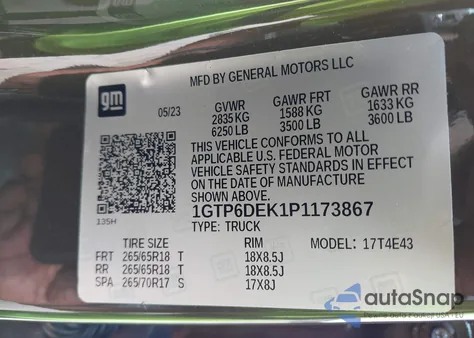 MFD BY GENERAL MOTORS LLC
gm
05/23
GVWR GAWR FRT GAWR RR
2835 KG 1588 KG 1633 KG
6250 LB 3500 LB 3600 LB
THIS VEHICLE CONFORMS TO ALL
APPLICABLE U.S. FEDERAL MOTOR
VEHICLE SAFETY STANDARDS IN EFFECT
ON THE DATE OF MANUFACTURE
SHOWN ABOVE
1GTP6DEK1P1173867
TYPE: TRUCK
135H
TIRE SIZE RIM MODEL: 17T4E43
FRT 265/65R18 T 18X8.5J
RR 265/65R18 T 18X8.5J
SPA 265/70R17 S 17X8J
autoSnap